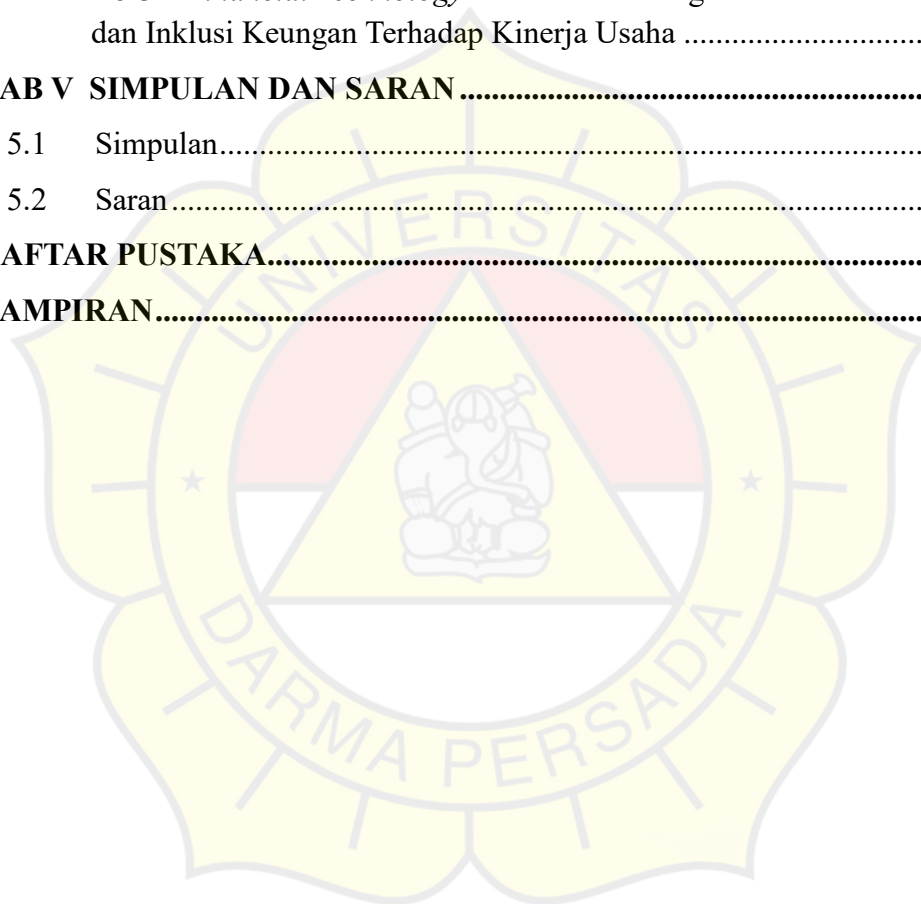 dan Inklusi Keungan Terhadap Kinerja Usaha ..............................
AB V SIMPULAN DAN SARAN..........................................................
5.1 Simpulan.........................................................................................
5.2 Saran...............................................................................................
AFTAR PUSTAKA..................................................................................
AMPIRAN................................................................................................
UNIVERSITAS
DARMA PERSADA